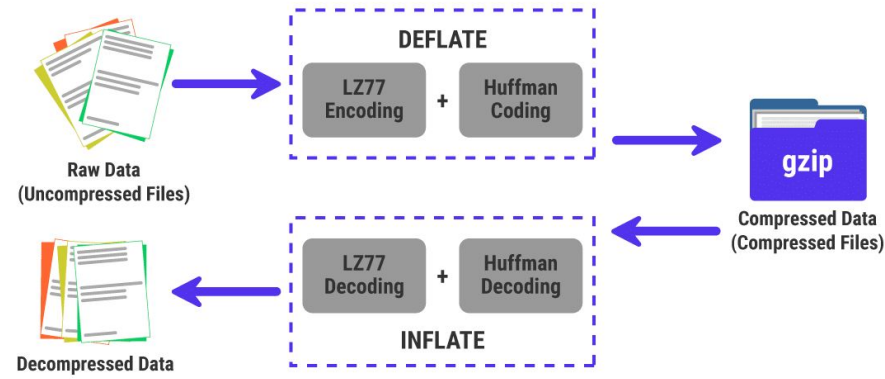 DEFLATE
LZ77
Encoding
+
Huffman
Coding
Raw Data
(Uncompressed Files)
gzip
Compressed Data
(Compressed Files)
LZ77
Decoding
+
Huffman
Decoding
INFLATE
Decompressed Data